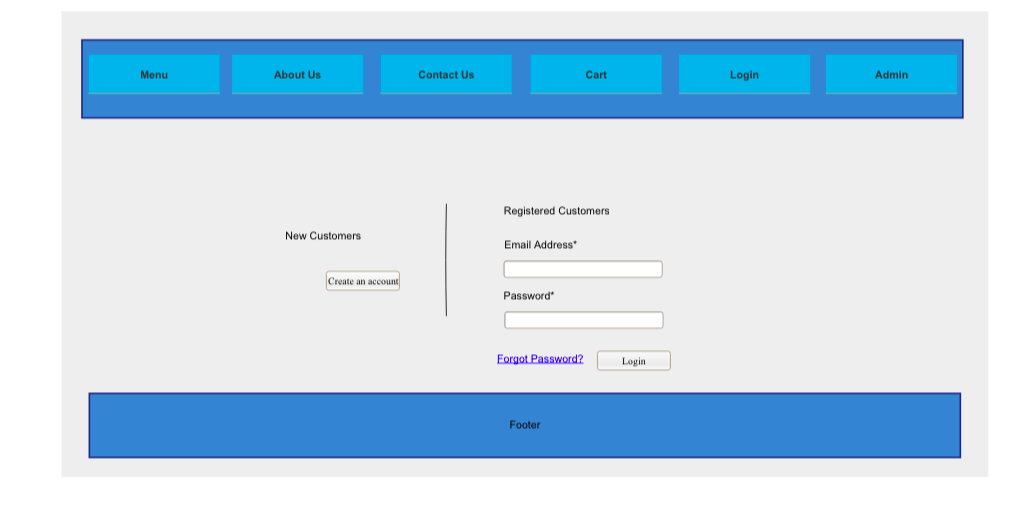 Menu
About Us
Contact Us
Cart
Login
Admin
New Customers
Create an account
Registered Customers
Email Address*
Password*
Forgot Password?
Login
Footer